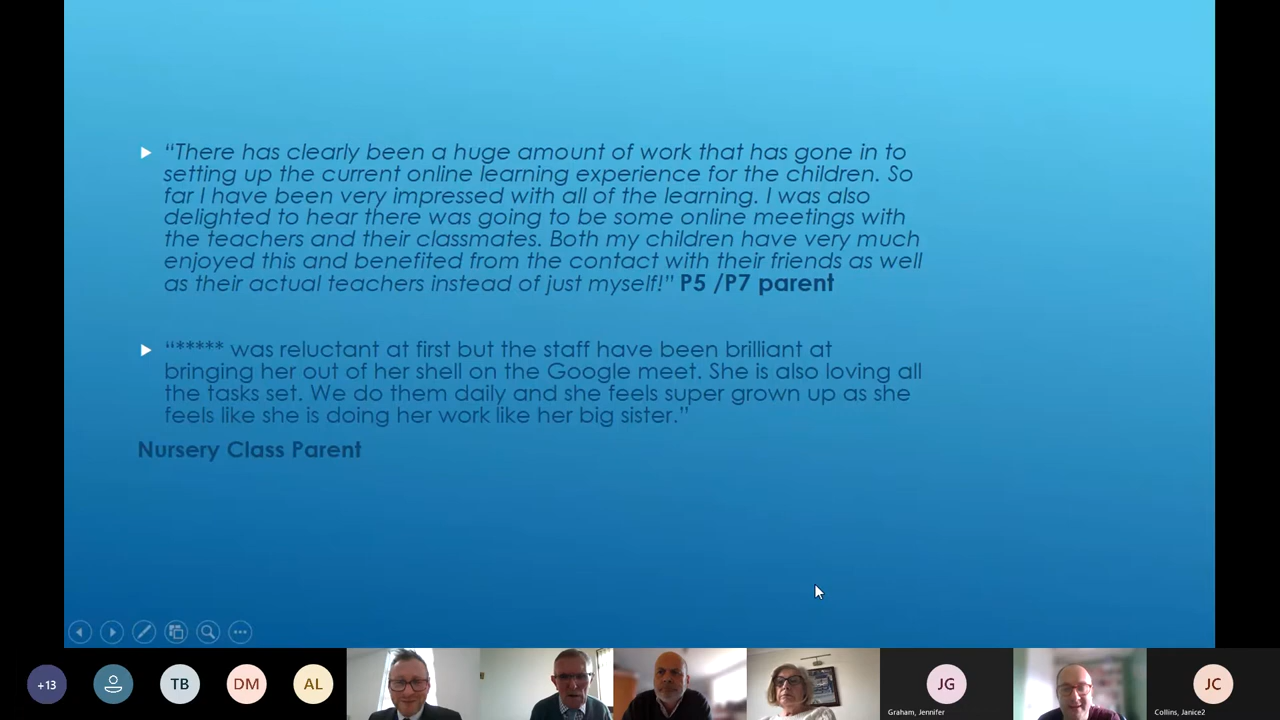 “There has clearly been a huge amount of work that has gone in to
setting up the current online learning experience for the children. So
far I have been very impressed with all of the learning. I was also
delighted to hear there was going to be some online meetings with
the teachers and their classmates. Both my children have very much
enjoyed this and benefited from the contact with their friends as well
as their actual teachers instead of just myself!” P5 /P7 parent
“***** was reluctant at first but the staff have been brilliant at
bringing her out of her shell on the Google meet. She is also loving all
the tasks set. We do them daily and she feels super grown up as she
feels like she is doing her work like her big sister.”
Nursery Class Parent
+13
TB
DM
AL
JG
Graham, Jennifer
JC
Collins, Janice2